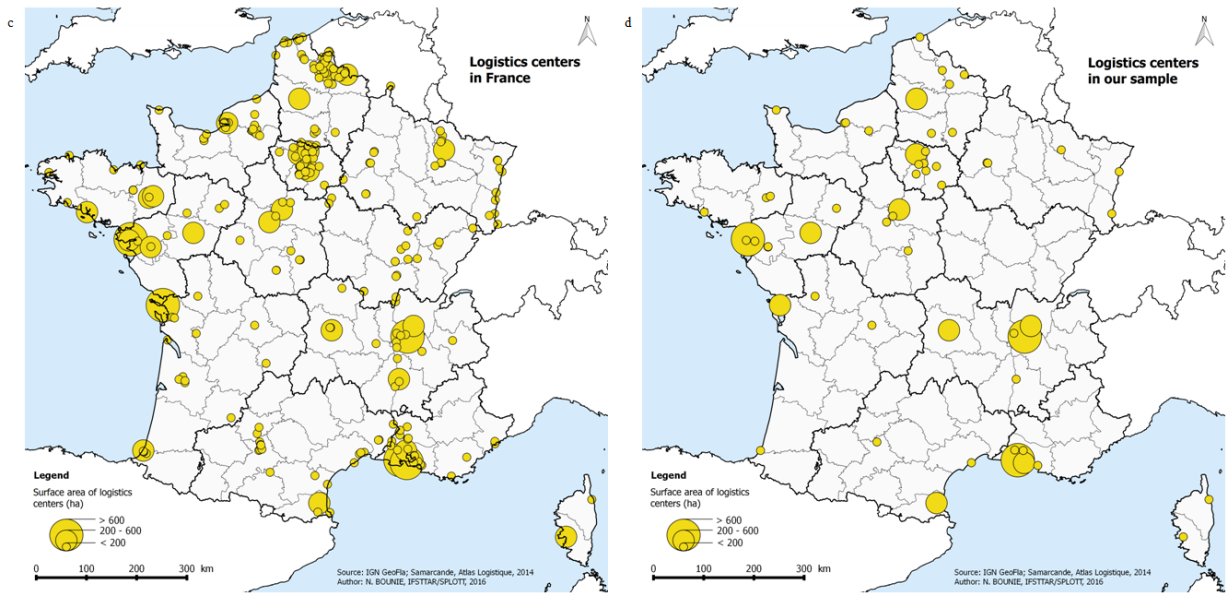 c
N
Logistics centers
in France
Legend
Surface area of logistics
centers (ha)
> 600
200 - 600
< 200
0 100 200 300 km
Source: IGN GeoFla; Samarcande, Atlas Logistique, 2014
Author: N. BOUNIE, IFSTTAR/SPLOTT, 2016
d
N
Logistics centers
in our sample
Legend
Surface area of logistics
centers (ha)
> 600
200 - 600
< 200
0 100 200 300 km
Source: IGN GeoFla; Samarcande, Atlas Logistique, 2014
Author: N. BOUNIE, IFSTTAR/SPLOTT, 2016